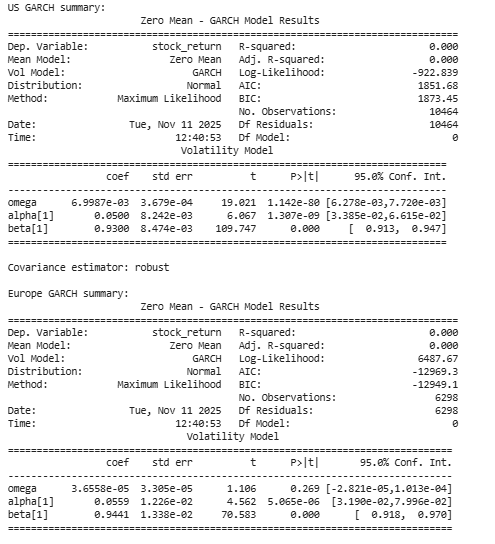 US GARCH summary:
Zero Mean - GARCH Model Results
==============================================================================
Dep. Variable: stock_return R-squared: 0.000
Mean Model: Zero Mean Adj. R-squared: 0.000
Vol Model: GARCH Log-Likelihood: -922.839
Distribution: Normal AIC: 1851.68
Method: Maximum Likelihood BIC: 1873.45
No. Observations: 10464
Date: Tue, Nov 11 2025 Df Residuals: 10464
Time: 12:40:53 Df Model: 0
Volatility Model
============================================================================
coef std err t P>|t| 95.0% Conf. Int.
----------------------------------------------------------------------------
omega 6.9987e-03 3.679e-04 19.021 1.142e-80 [6.278e-03,7.720e-03]
alpha[1] 0.0500 8.242e-03 6.067 1.307e-09 [3.385e-02,6.615e-02]
beta[1] 0.9300 8.474e-03 109.747 0.000 [ 0.913, 0.947]
============================================================================
Covariance estimator: robust
Europe GARCH summary:
Zero Mean - GARCH Model Results
==============================================================================
Dep. Variable: stock_return R-squared: 0.000
Mean Model: Zero Mean Adj. R-squared: 0.000
Vol Model: GARCH Log-Likelihood: 6487.67
Distribution: Normal AIC: -12969.3
Method: Maximum Likelihood BIC: -12949.1
No. Observations: 6298
Date: Tue, Nov 11 2025 Df Residuals: 6298
Time: 12:40:53 Df Model: 0
Volatility Model
=============================================================================
coef std err t P>|t| 95.0% Conf. Int.
-----------------------------------------------------------------------------
omega 3.6558e-05 3.305e-05 1.106 0.269 [-2.821e-05,1.013e-04]
alpha[1] 0.0559 1.226e-02 4.562 5.065e-06 [3.190e-02,7.996e-02]
beta[1] 0.9441 1.338e-02 70.583 0.000 [ 0.918, 0.970]
=============================================================================